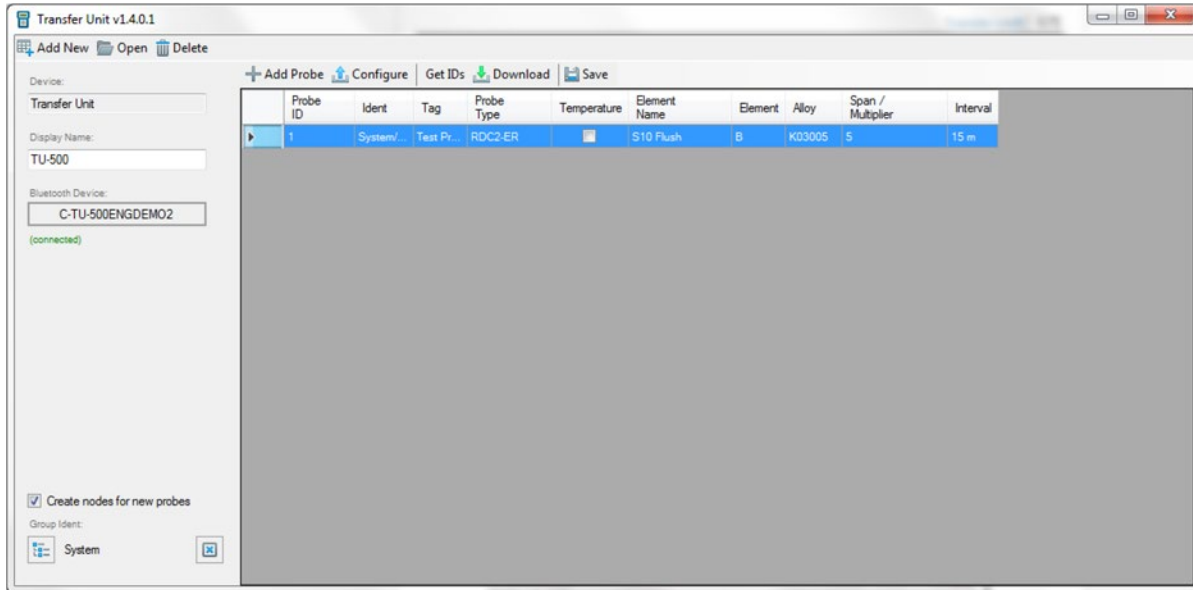 Transfer Unit v1.4.0.1
Add New Open Delete
Device:
Transfer Unit
Display Name:
TU-500
Bluetooth Device:
C-TU-500ENGDEMO2
(connected)
Create nodes for new probes
Group Ident:
System
Add Probe Configure Get IDs Download Save
Probe ID Ident Tag Probe Type Temperature Element Name Element Alloy Span / Multiplier Interval
1 System/... Test Pr... RDC2-ER S10 Flush B K03005 5 15 m